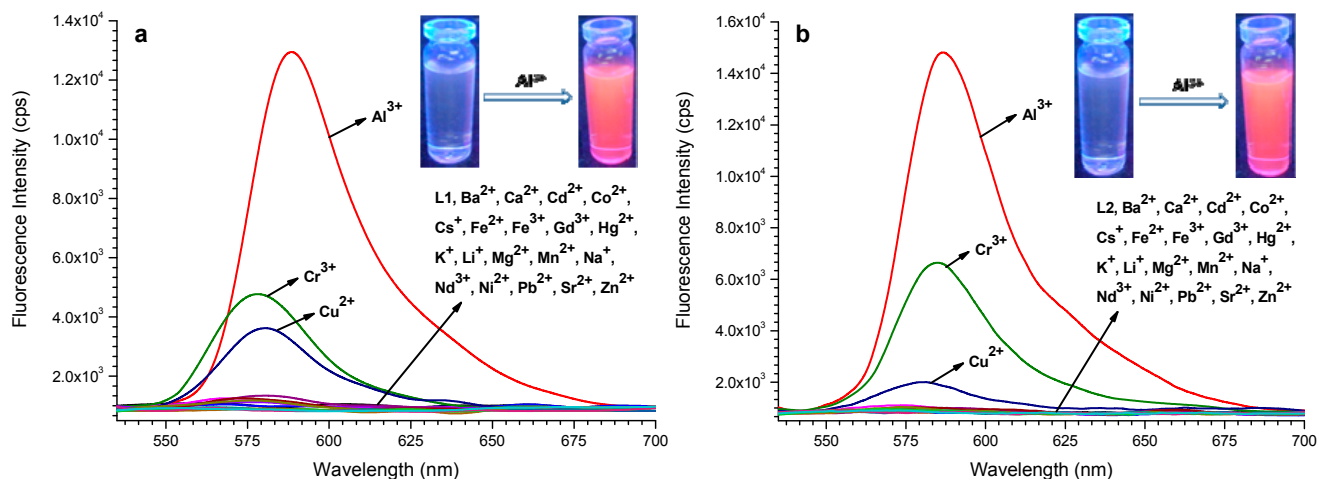 a
Al³⁺
Al³⁺
Cr³⁺
Cu²⁺
L1, Ba²⁺, Ca²⁺, Cd²⁺, Co²⁺,
Cs⁺, Fe²⁺, Fe³⁺, Gd³⁺, Hg²⁺,
K⁺, Li⁺, Mg²⁺, Mn²⁺, Na⁺,
Nd³⁺, Ni²⁺, Pb²⁺, Sr²⁺, Zn²⁺
1.4x10⁴
1.2x10⁴
1.0x10⁴
8.0x10³
6.0x10³
4.0x10³
2.0x10³
Fluorescence Intensity (cps)
550 575 600 625 650 675 700
Wavelength (nm)
b
Al³⁺
Al³⁺
Cr³⁺
Cu²⁺
L2, Ba²⁺, Ca²⁺, Cd²⁺, Co²⁺,
Cs⁺, Fe²⁺, Fe³⁺, Gd³⁺, Hg²⁺,
K⁺, Li⁺, Mg²⁺, Mn²⁺, Na⁺,
Nd³⁺, Ni²⁺, Pb²⁺, Sr²⁺, Zn²⁺
1.6x10⁴
1.4x10⁴
1.2x10⁴
1.0x10⁴
8.0x10³
6.0x10³
4.0x10³
2.0x10³
Fluorescence Intensity (cps)
550 575 600 625 650 675 700
Wavelength (nm)